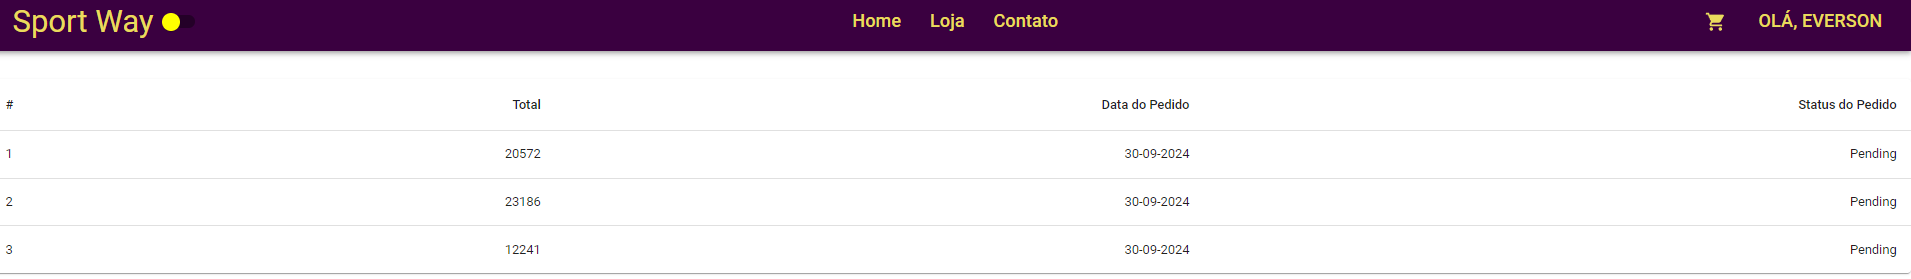 Sport Way Home Loja Contato OLÁ, EVERSON
# Total Data do Pedido Status do Pedido
1 20572 30-09-2024 Pending
2 23186 30-09-2024 Pending
3 12241 30-09-2024 Pending